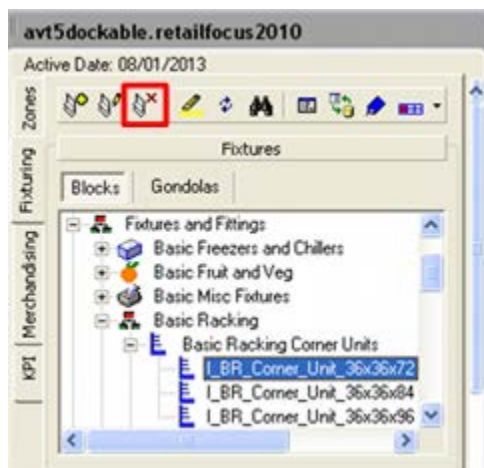 avt5dockable.retailfocus2010
Active Date: 08/01/2013
Zones
Fixturing
Merchandising
KPI
Fixtures
Blocks Gondolas
Fixtures and Fittings
Basic Freezers and Chillers
Basic Fruit and Veg
Basic Misc Fixtures
Basic Racking
Basic Racking Corner Units
I_BR_Corner_Unit_36x36x72
I_BR_Corner_Unit_36x36x84
I_BR_Corner_Unit_36x36x96